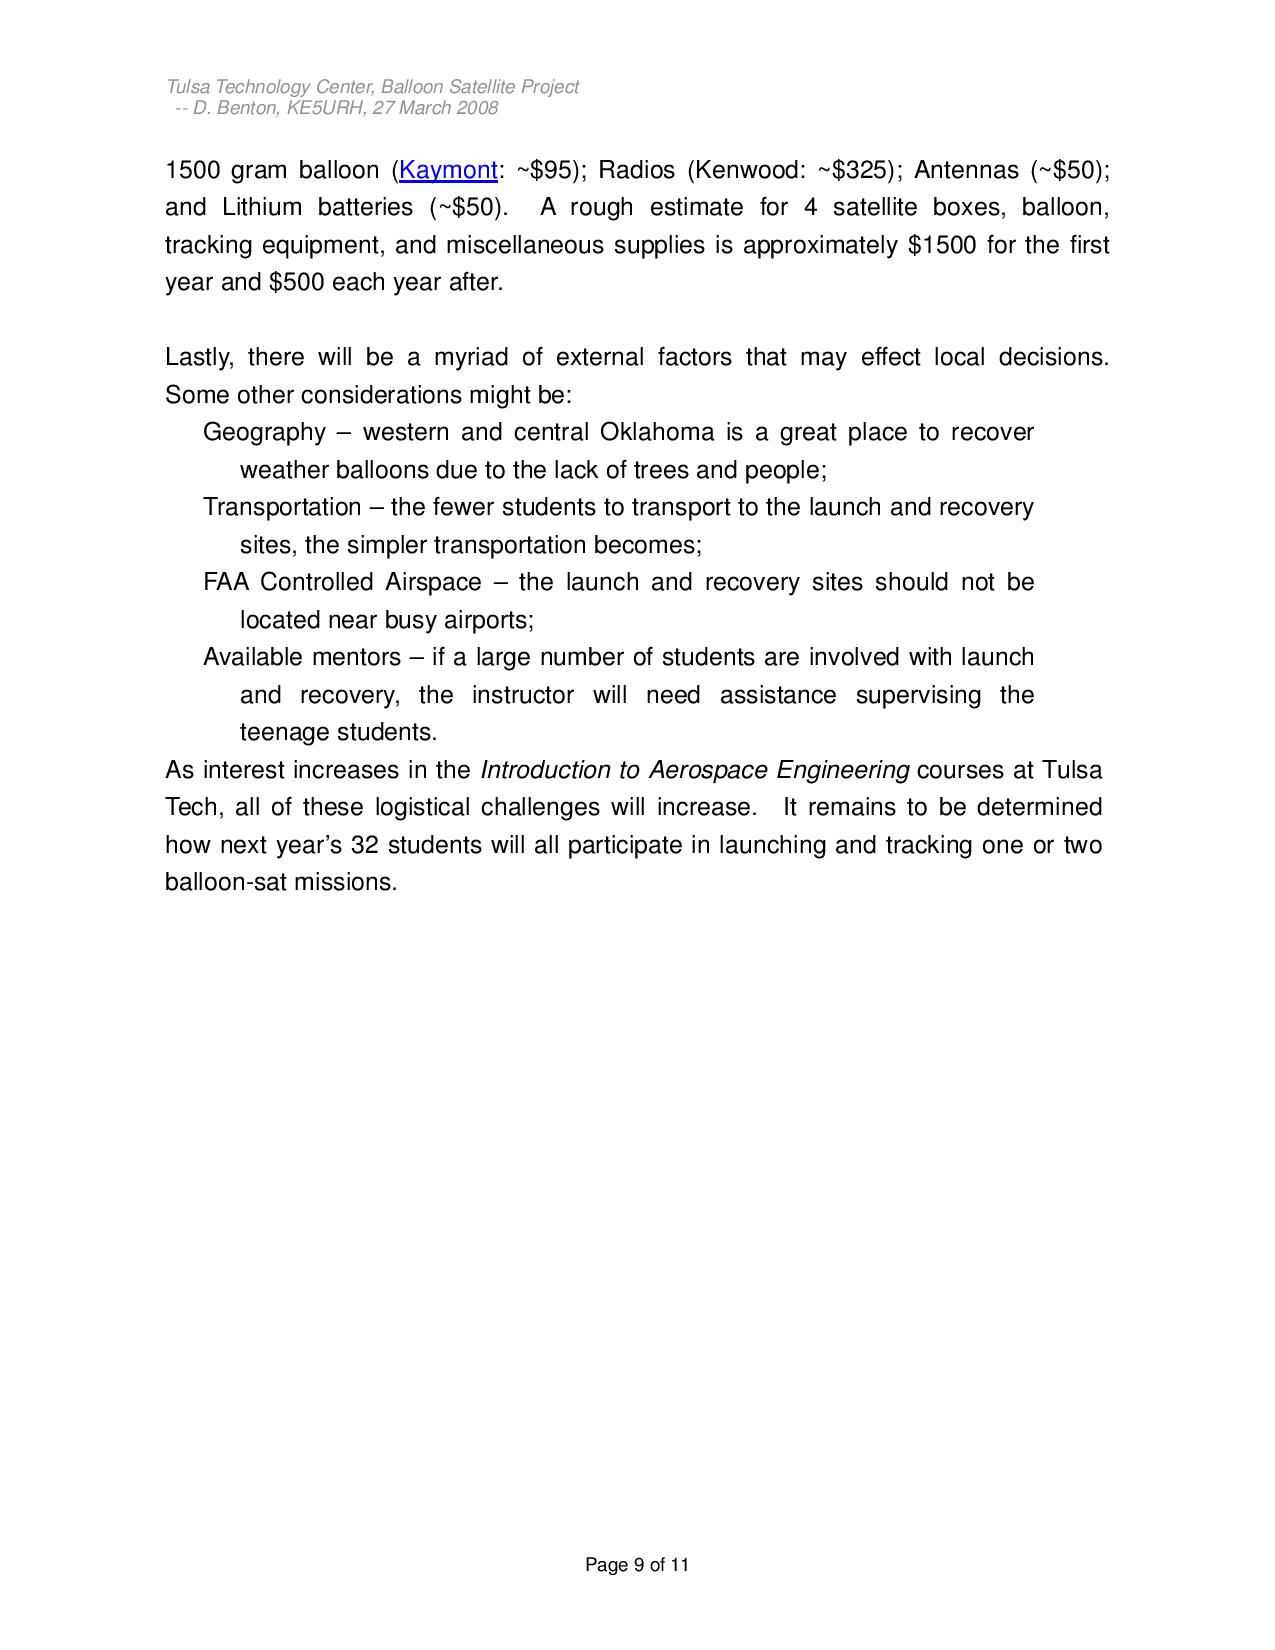 Tulsa Technology Center, Balloon Satellite Project
-- D. Benton, KE5URH, 27 March 2008
1500 gram balloon (Kaymont: ~$95); Radios (Kenwood: ~$325); Antennas (~$50);
and Lithium batteries (~$50).  A rough estimate for 4 satellite boxes, balloon,
tracking equipment, and miscellaneous supplies is approximately $1500 for the first
year and $500 each year after.
Lastly, there will be a myriad of external factors that may effect local decisions.
Some other considerations might be:
Geography – western and central Oklahoma is a great place to recover
weather balloons due to the lack of trees and people;
Transportation – the fewer students to transport to the launch and recovery
sites, the simpler transportation becomes;
FAA Controlled Airspace – the launch and recovery sites should not be
located near busy airports;
Available mentors – if a large number of students are involved with launch
and recovery, the instructor will need assistance supervising the
teenage students.
As interest increases in the Introduction to Aerospace Engineering courses at Tulsa
Tech, all of these logistical challenges will increase.  It remains to be determined
how next year’s 32 students will all participate in launching and tracking one or two
balloon-sat missions.
Page 9 of 11